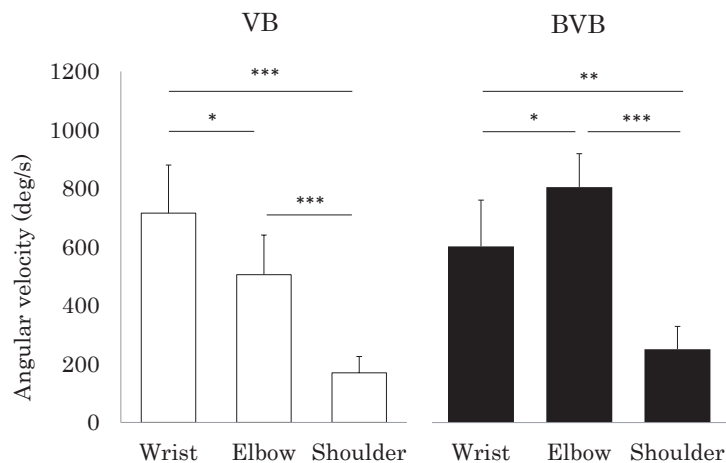 VB
BVB
Angular velocity (deg/s)
1200
1000
800
600
400
200
0
***
*
***
**
*
***
Wrist Elbow Shoulder
Wrist Elbow Shoulder